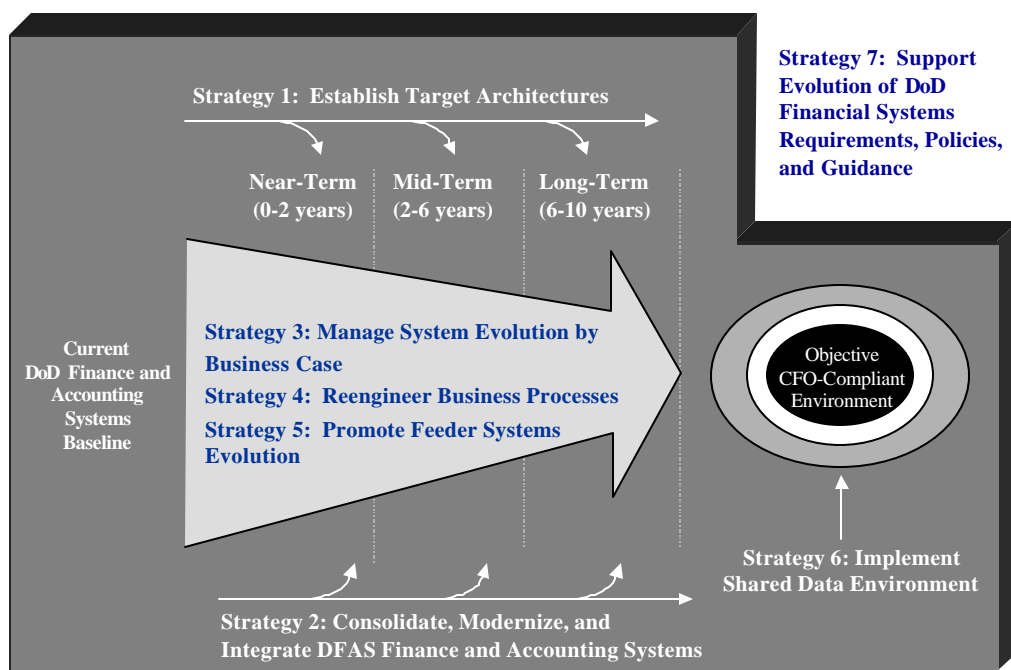 Strategy 7: Support
Evolution of DoD
Financial Systems
Requirements, Policies,
and Guidance
Strategy 1: Establish Target Architectures
Near-Term
(0-2 years)
Mid-Term
(2-6 years)
Long-Term
(6-10 years)
Current
DoD Finance and
Accounting
Systems
Baseline
Strategy 3: Manage System Evolution by
Business Case
Strategy 4: Reengineer Business Processes
Strategy 5: Promote Feeder Systems
Evolution
Objective
CFO-Compliant
Environment
Strategy 6: Implement
Shared Data Environment
Strategy 2: Consolidate, Modernize, and
Integrate DFAS Finance and Accounting Systems